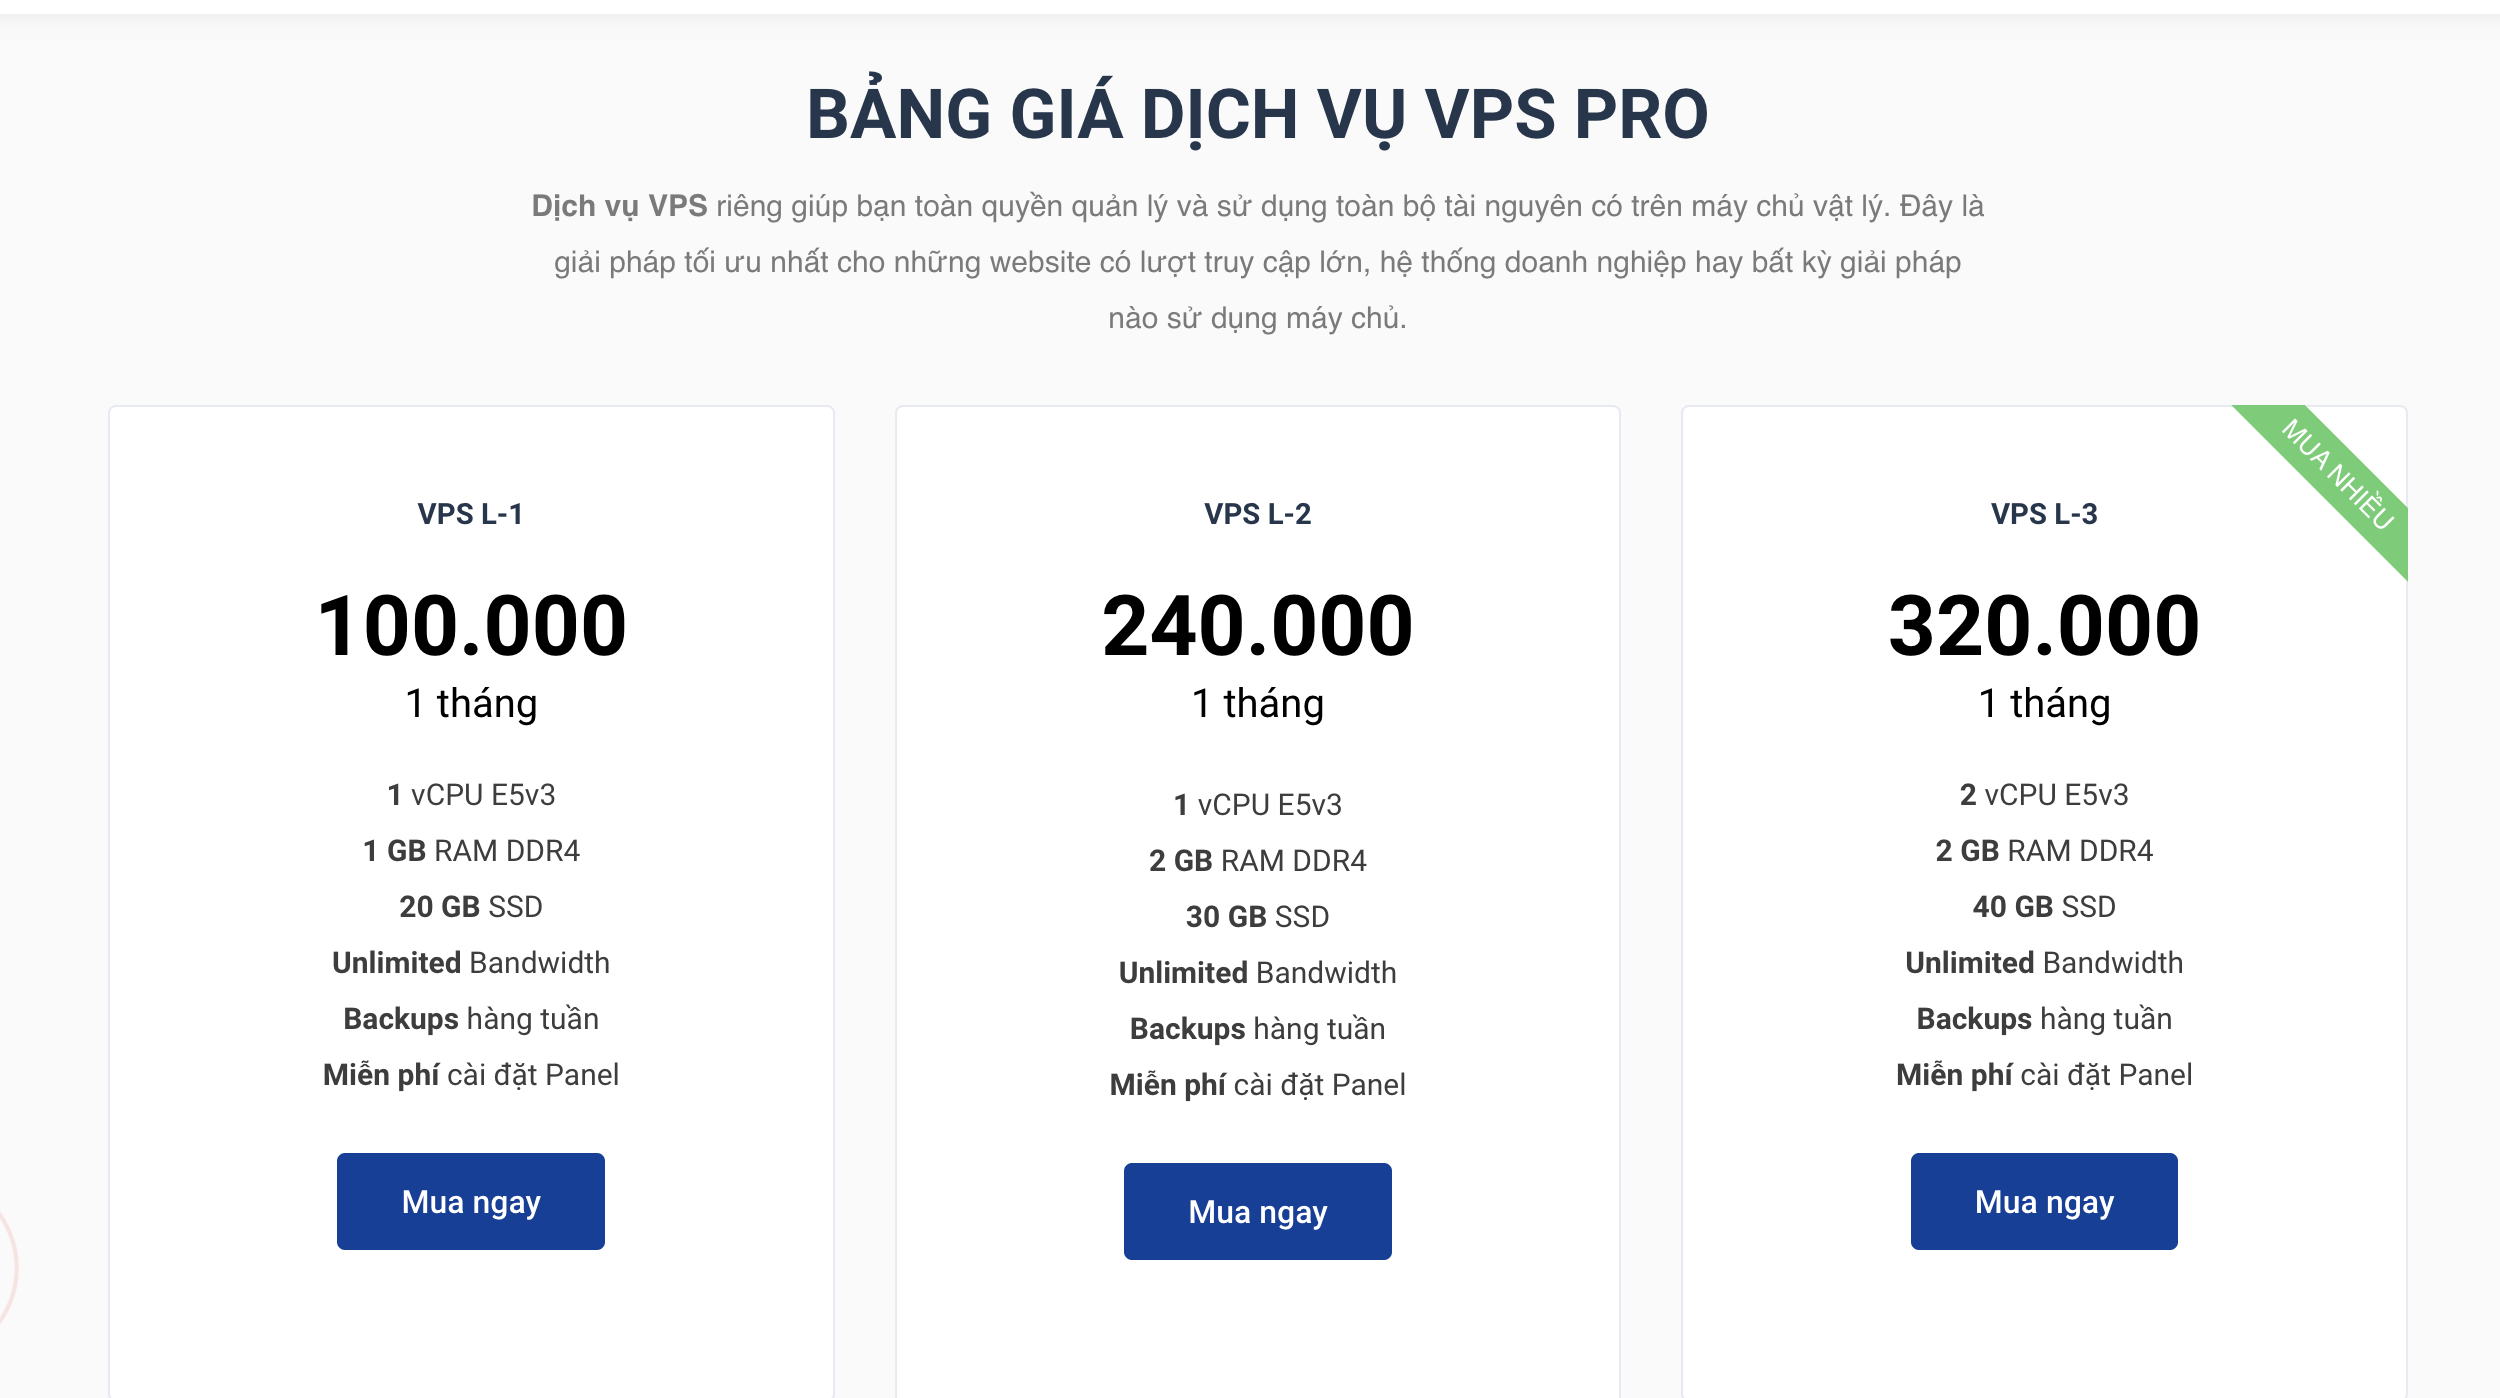 BẢNG GIÁ DỊCH VỤ VPS PRO
Dịch vụ VPS riêng giúp bạn toàn quyền quản lý và sử dụng toàn bộ tài nguyên có trên máy chủ vật lý. Đây là
giải pháp tối ưu nhất cho những website có lượt truy cập lớn, hệ thống doanh nghiệp hay bất kỳ giải pháp
nào sử dụng máy chủ.
VPS L-1
100.000
1 tháng
1 vCPU E5v3
1 GB RAM DDR4
20 GB SSD
Unlimited Bandwidth
Backups hàng tuần
Miễn phí cài đặt Panel
Mua ngay
VPS L-2
240.000
1 tháng
1 vCPU E5v3
2 GB RAM DDR4
30 GB SSD
Unlimited Bandwidth
Backups hàng tuần
Miễn phí cài đặt Panel
Mua ngay
MUA NHIỀU
VPS L-3
320.000
1 tháng
2 vCPU E5v3
2 GB RAM DDR4
40 GB SSD
Unlimited Bandwidth
Backups hàng tuần
Miễn phí cài đặt Panel
Mua ngay